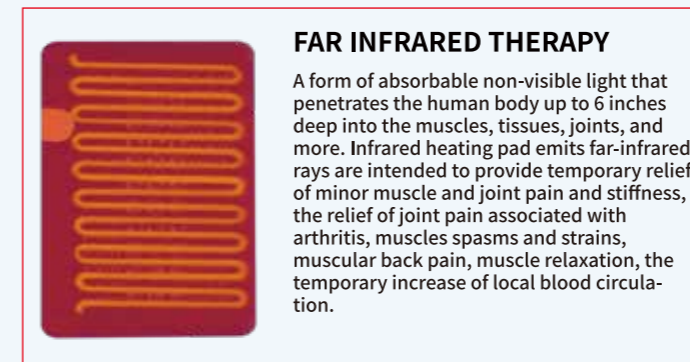 FAR INFRARED THERAPY
A form of absorbable non-visible light that
penetrates the human body up to 6 inches
deep into the muscles, tissues, joints, and
more. Infrared heating pad emits far-infrared
rays are intended to provide temporary relief
of minor muscle and joint pain and stiffness,
the relief of joint pain associated with
arthritis, muscles spasms and strains,
muscular back pain, muscle relaxation, the
temporary increase of local blood circula-
tion.